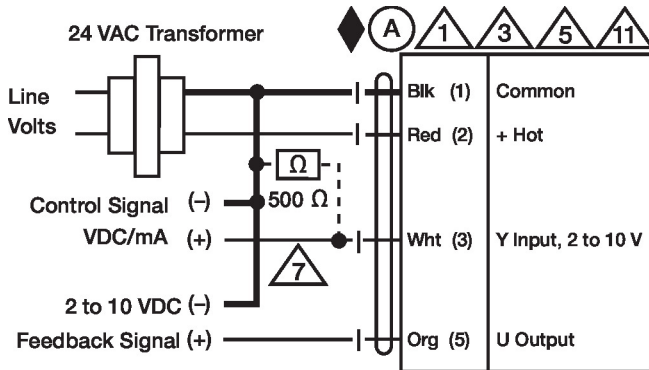 24 VAC Transformer
A 1 3 5 11
Line
Volts
Blk (1) Common
Red (2) + Hot
Ω
500 Ω
Control Signal (–)
VDC/mA (+)
Wht (3) Y Input, 2 to 10 V
7
2 to 10 VDC (–)
Feedback Signal (+)
Org (5) U Output